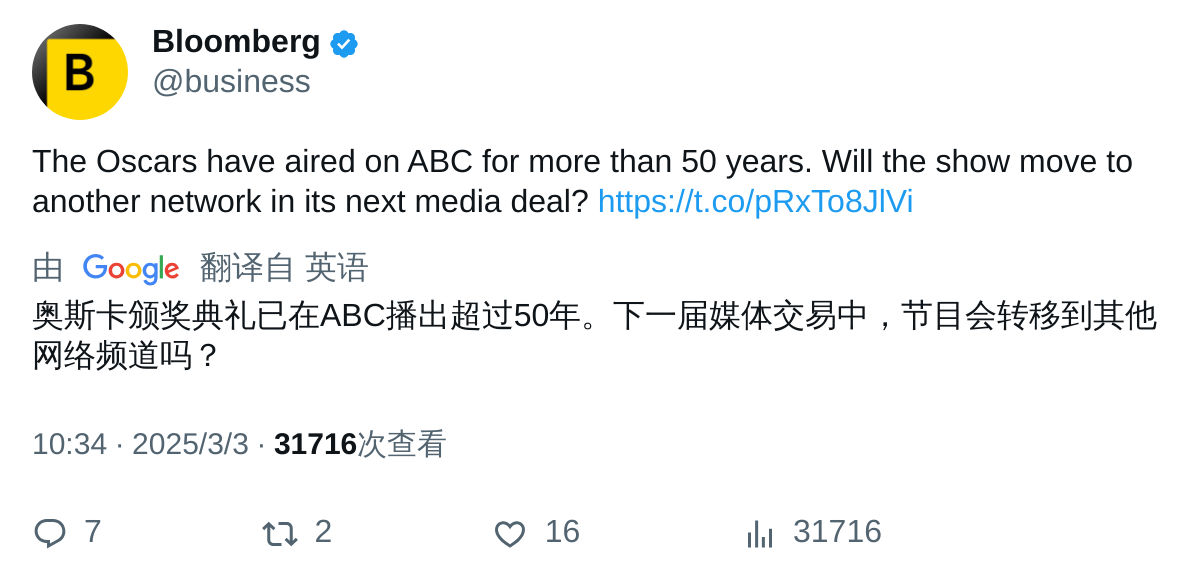 B
Bloomberg
@business
The Oscars have aired on ABC for more than 50 years. Will the show move to
another network in its next media deal? https://t.co/pRxTo8JlVi
由 Google 翻译自 英语
奥斯卡颁奖典礼已在ABC播出超过50年。下一届媒体交易中，节目会转移到其他
网络频道吗？
10:34 · 2025/3/3 · 31716次查看
7 2 16 31716